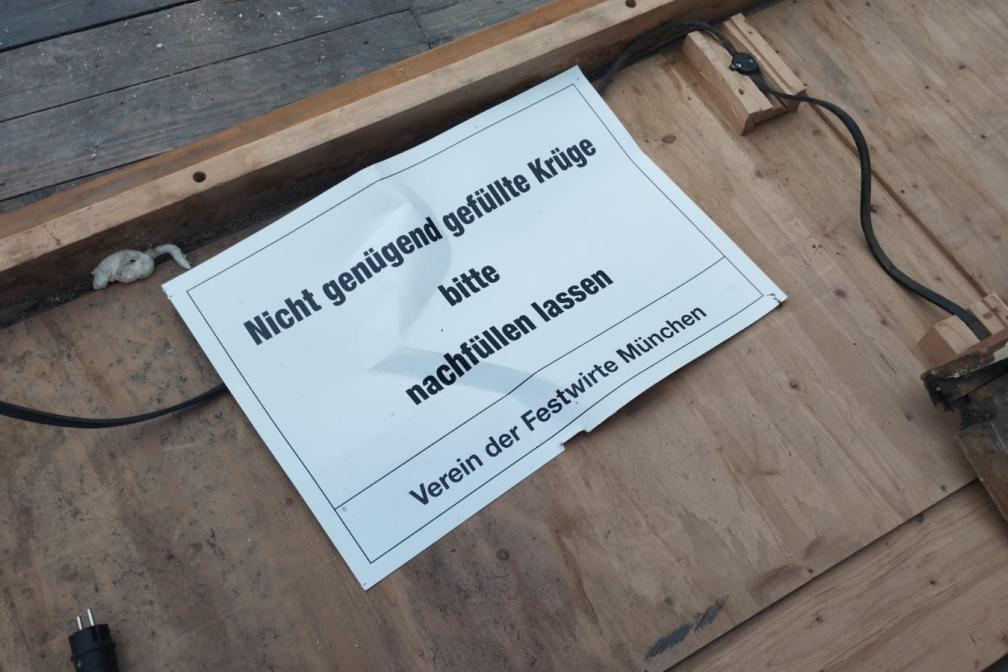 Nicht genügend gefüllte Krüge
bitte
nachfüllen lassen
Verein der Festwirte München